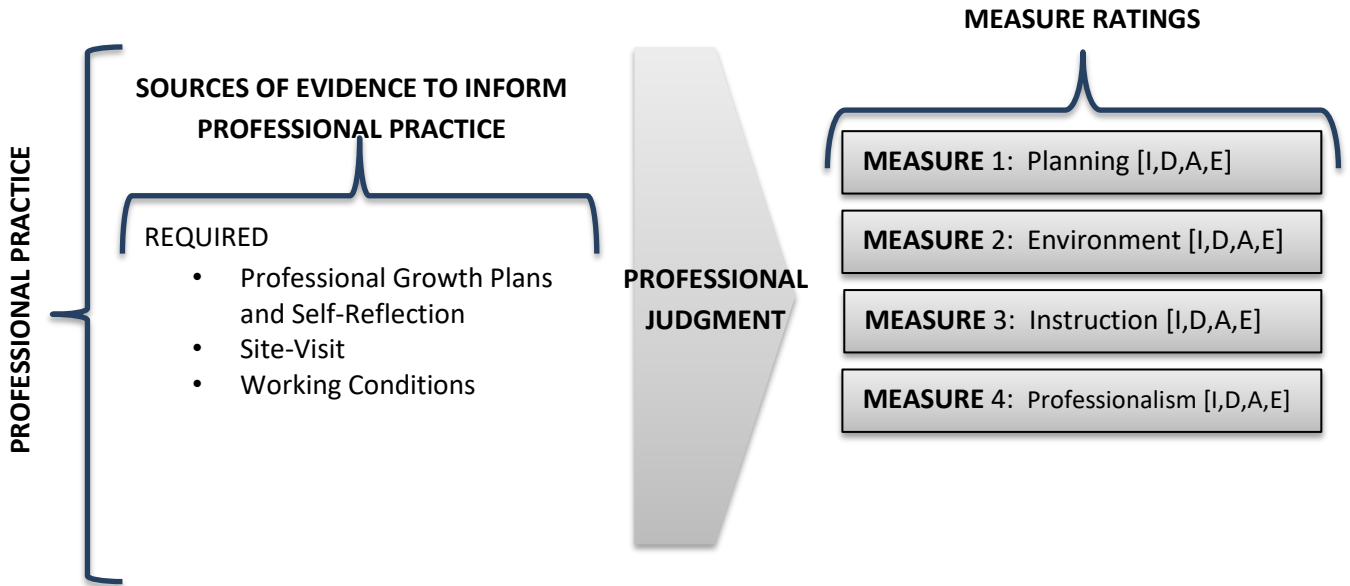 PROFESSIONAL PRACTICE
SOURCES OF EVIDENCE TO INFORM
PROFESSIONAL PRACTICE
REQUIRED
• Professional Growth Plans
and Self-Reflection
• Site-Visit
• Working Conditions
PROFESSIONAL
JUDGMENT
MEASURE RATINGS
MEASURE 1: Planning [I,D,A,E]
MEASURE 2: Environment [I,D,A,E]
MEASURE 3: Instruction [I,D,A,E]
MEASURE 4: Professionalism [I,D,A,E]